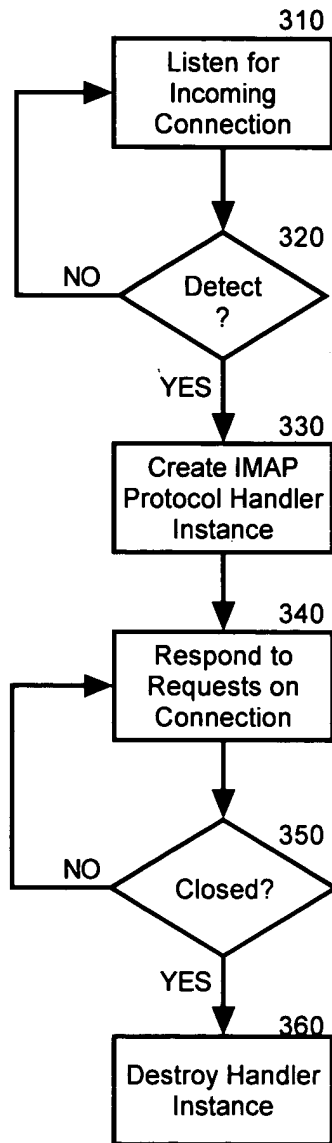 310
Listen for
Incoming
Connection
320
Detect
?
NO
YES
330
Create IMAP
Protocol Handler
Instance
340
Respond to
Requests on
Connection
350
Closed?
NO
YES
360
Destroy Handler
Instance